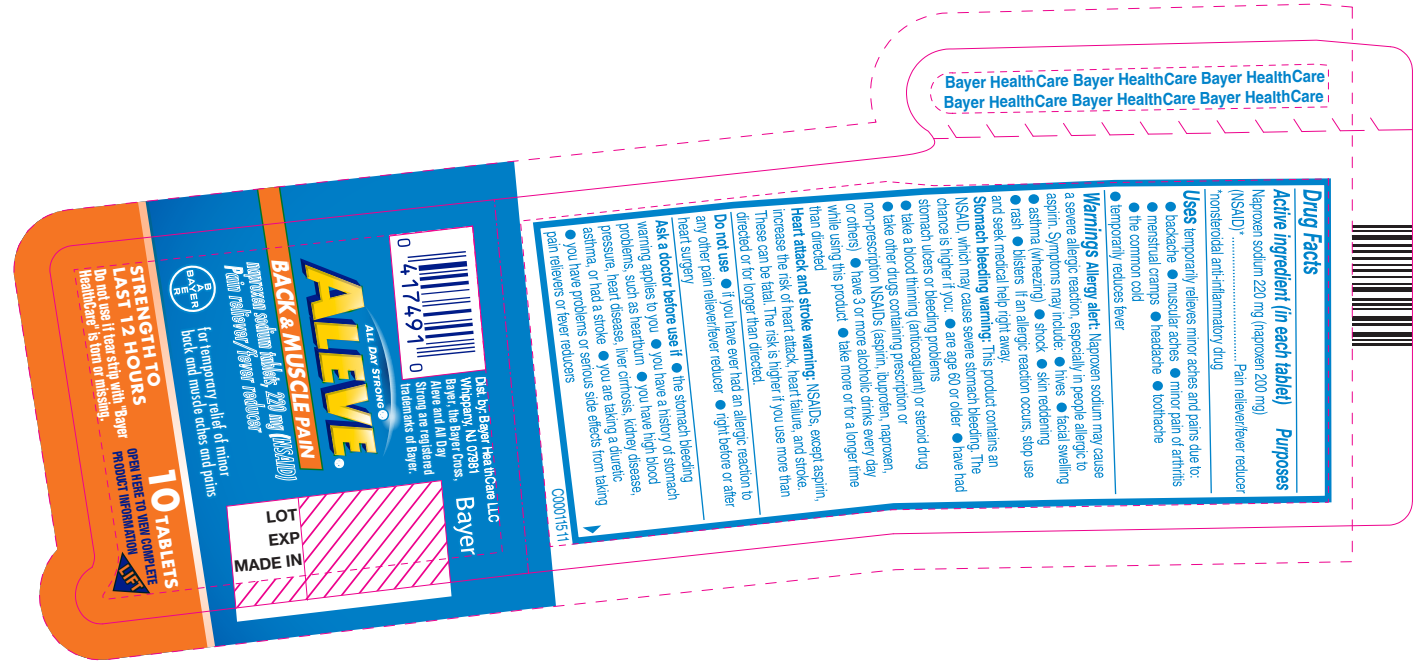 Bayer HealthCare Bayer HealthCare Bayer HealthCare
Bayer HealthCare Bayer HealthCare Bayer HealthCare
Drug Facts
Active ingredient (in each tablet) Purposes
Naproxen sodium 220 mg (naproxen 200 mg)
(NSAID)* ........................ Pain reliever/fever reducer
*nonsteroidal anti-inflammatory drug
Uses temporarily relieves minor aches and pains due to:
● backache ● muscular aches ● minor pain of arthritis
● menstrual cramps ● headache ● toothache
● the common cold
● temporarily reduces fever
Warnings Allergy alert: Naproxen sodium may cause
a severe allergic reaction, especially in people allergic to
aspirin. Symptoms may include: ● hives ● facial swelling
● asthma (wheezing) ● shock ● skin reddening
● rash ● blisters If an allergic reaction occurs, stop use
and seek medical help right away.
Stomach bleeding warning: This product contains an
NSAID, which may cause severe stomach bleeding. The
chance is higher if you: ● are age 60 or older ● have had
stomach ulcers or bleeding problems
● take a blood thinning (anticoagulant) or steroid drug
● take other drugs containing prescription or
non-prescription NSAIDs (aspirin, ibuprofen, naproxen,
or others) ● have 3 or more alcoholic drinks every day
while using this product ● take more or for a longer time
than directed
Heart attack and stroke warning: NSAIDs, except aspirin,
increase the risk of heart attack, heart failure, and stroke.
These can be fatal. The risk is higher if you use more than
directed or for longer than directed.
Do not use ● if you have ever had an allergic reaction to
any other pain reliever/fever reducer ● right before or after
heart surgery
Ask a doctor before use if ● the stomach bleeding
warning applies to you ● you have a history of stomach
problems, such as heartburn ● you have high blood
pressure, heart disease, liver cirrhosis, kidney disease,
asthma, or had a stroke ● you are taking a diuretic
● you have problems or serious side effects from taking
pain relievers or fever reducers
C00011511
0 417491 0
Dist. by: Bayer HealthCare LLC
Whippany, NJ 07981
Bayer, the Bayer Cross,
Aleve and All Day
Strong are registered
trademarks of Bayer.
Bayer
ALL DAY STRONG®
ALEVE®
BACK & MUSCLE PAIN
naproxen sodium tablets, 220 mg (NSAID)
Pain reliever/fever reducer
BAYER
BAYER
for temporary relief of minor
back and muscle aches and pains
LOT
EXP
MADE IN
STRENGTH TO
LAST 12 HOURS
Do not use if tear strip with "Bayer
HealthCare" is torn or missing.
10 TABLETS
OPEN HERE TO VIEW COMPLETE
PRODUCT INFORMATION
LIFT